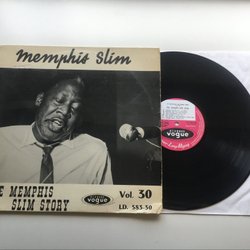 Memphis Slim
E MEMPHIS
SLIM STORY
vogue
Vol. 30
LD. 583-30
VOGUE